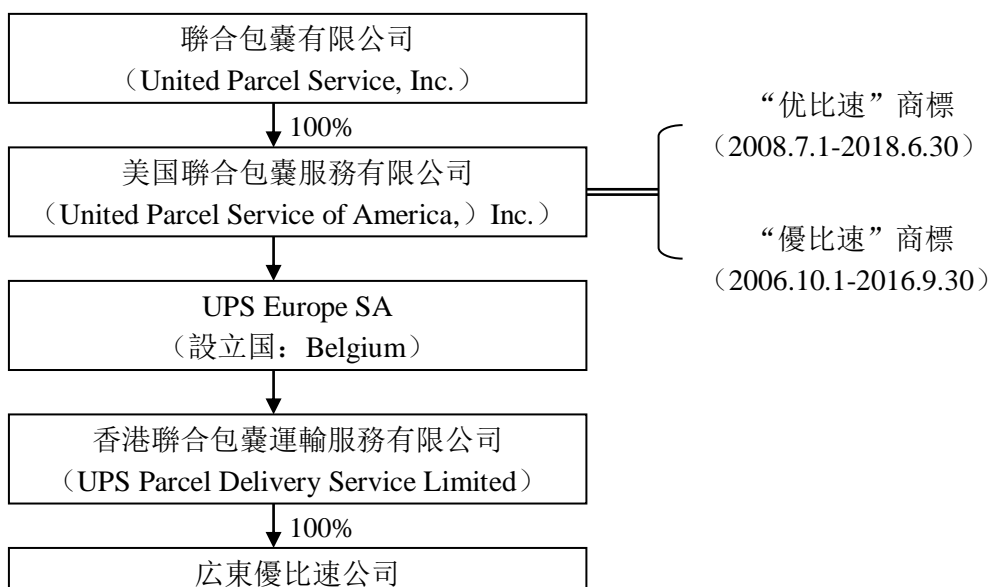 聯合包裹有限公司
（United Parcel Service, Inc.）
100%
美国聯合包裹服務有限公司
（United Parcel Service of America,）Inc.）
“优比速”商標
（2008.7.1-2018.6.30）
“優比速”商標
（2006.10.1-2016.9.30）
UPS Europe SA
（設立国：Belgium）
香港聯合包裹運輸服務有限公司
（UPS Parcel Delivery Service Limited）
100%
広東優比速公司